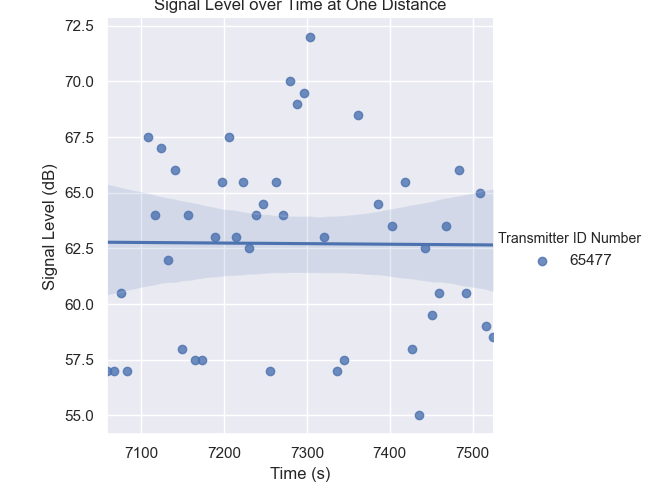 Signal Level over Time at One Distance
72.5
70.0
67.5
65.0
62.5
60.0
57.5
55.0
Signal Level (dB)
7100 7200 7300 7400 7500
Time (s)
Transmitter ID Number
65477